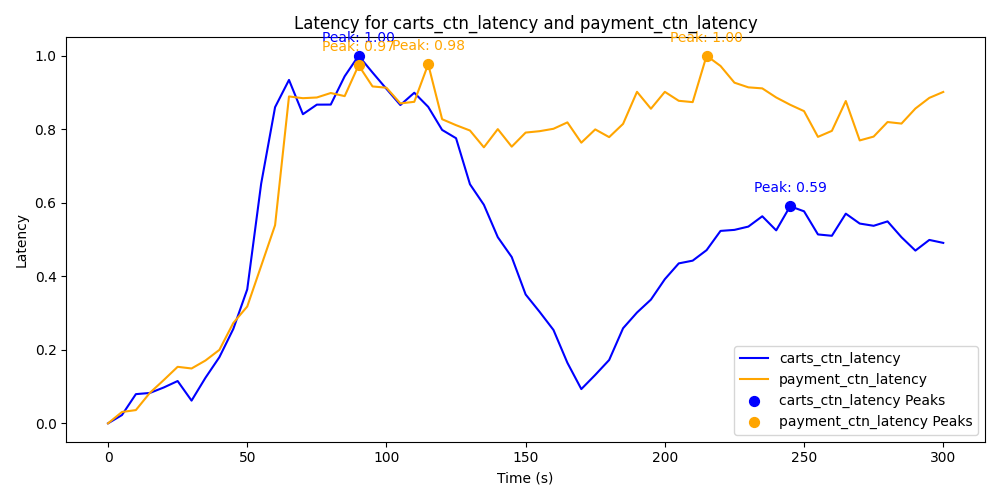 Latency for carts_ctn_latency and payment_ctn_latency
Peak: 1.00
Peak: 0.97
Peak: 0.98
Peak: 1.00
Peak: 0.59
1.0
0.8
0.6
0.4
0.2
0.0
Latency
0 50 100 150 200 250 300
Time (s)
carts_ctn_latency
payment_ctn_latency
carts_ctn_latency Peaks
payment_ctn_latency Peaks